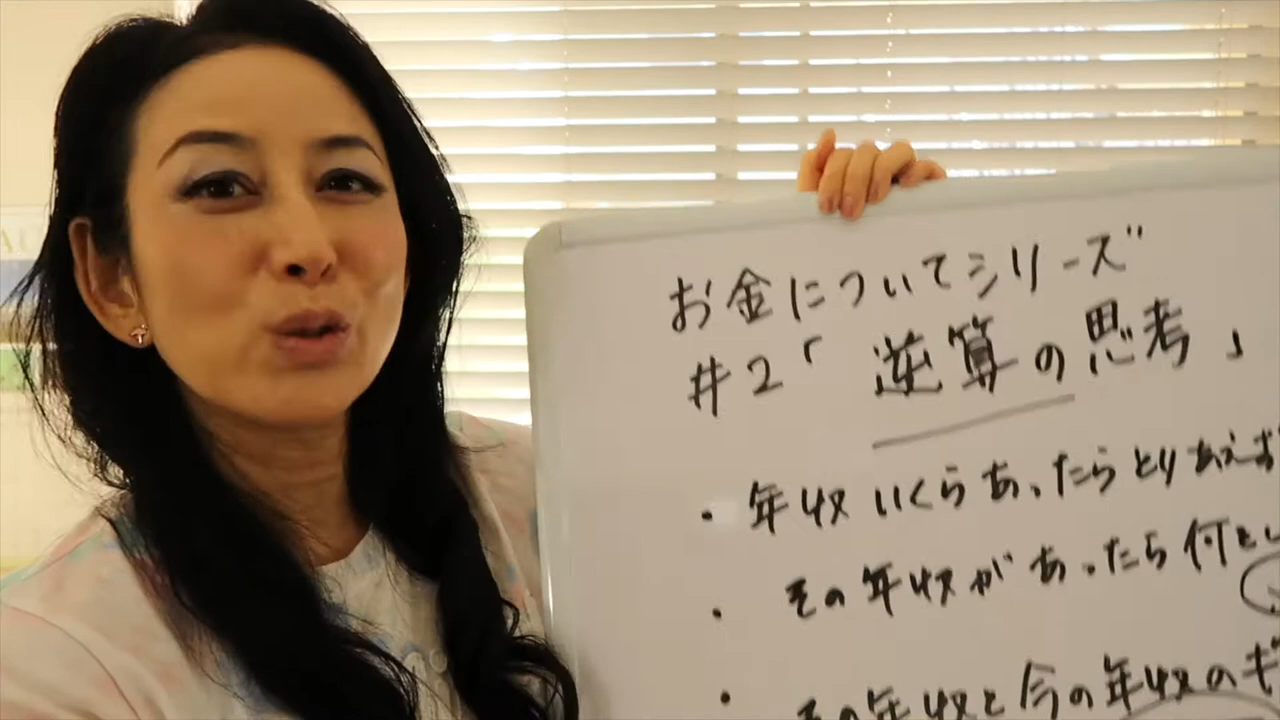 お金についてシリーズ
#2「逆算の思考」
・年収いくらあったらとりあえず
・その年収があったら何とし
・その年収と今の年収のギ